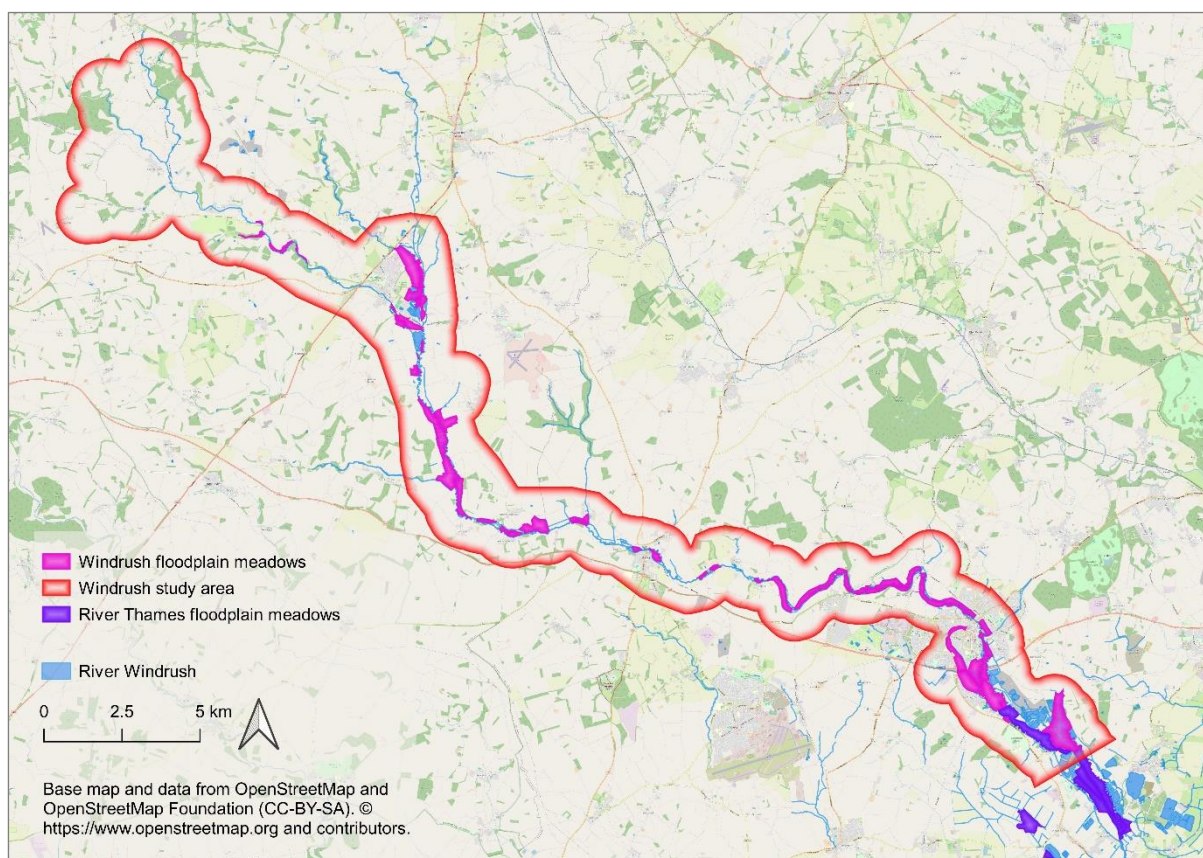 Windrush floodplain meadows
Windrush study area
River Thames floodplain meadows
River Windrush
0 2.5 5 km
Base map and data from OpenStreetMap and
OpenStreetMap Foundation (CC-BY-SA). ©
https://www.openstreetmap.org and contributors.